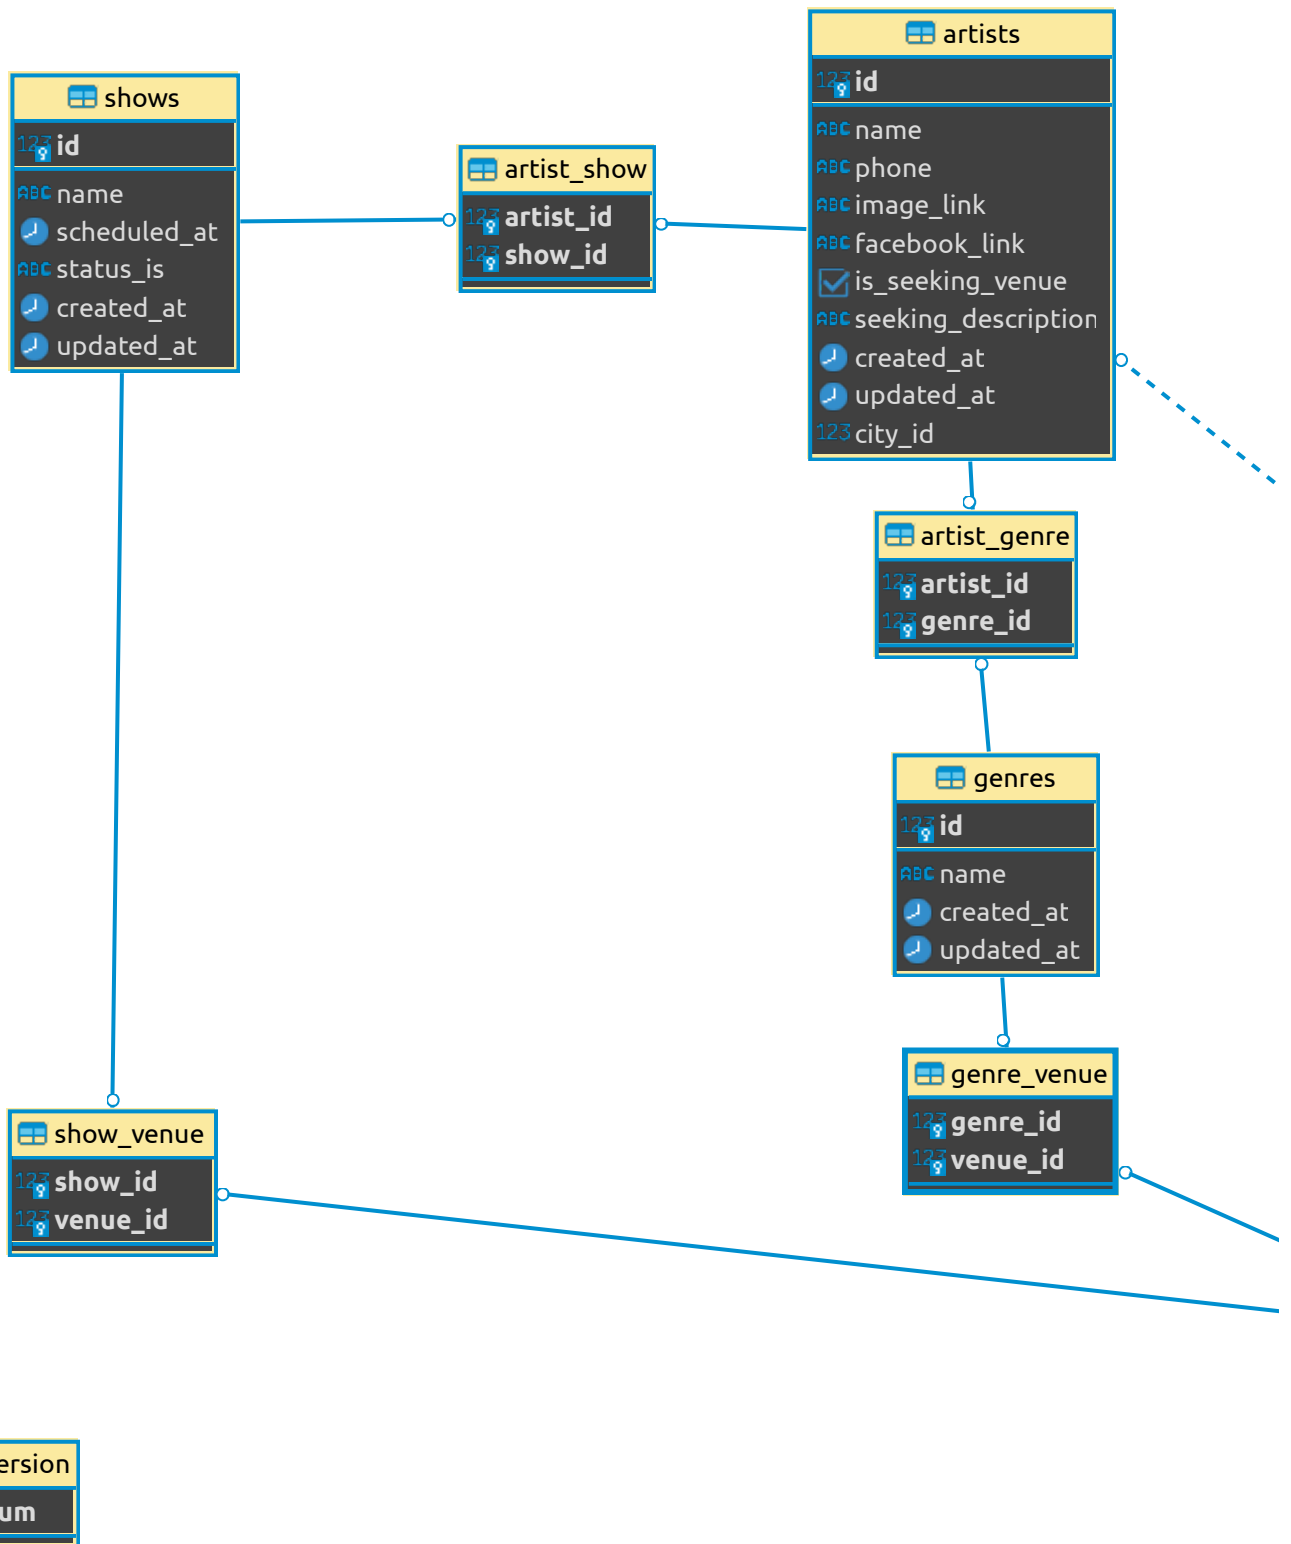 shows
id
name
scheduled_at
status_is
created_at
updated_at
artist_show
artist_id
show_id
artists
id
name
phone
image_link
facebook_link
is_seeking_venue
seeking_description
created_at
updated_at
123 city_id
artist_genre
artist_id
genre_id
genres
id
name
created_at
updated_at
genre_venue
genre_id
venue_id
show_venue
show_id
venue_id
ersion
um